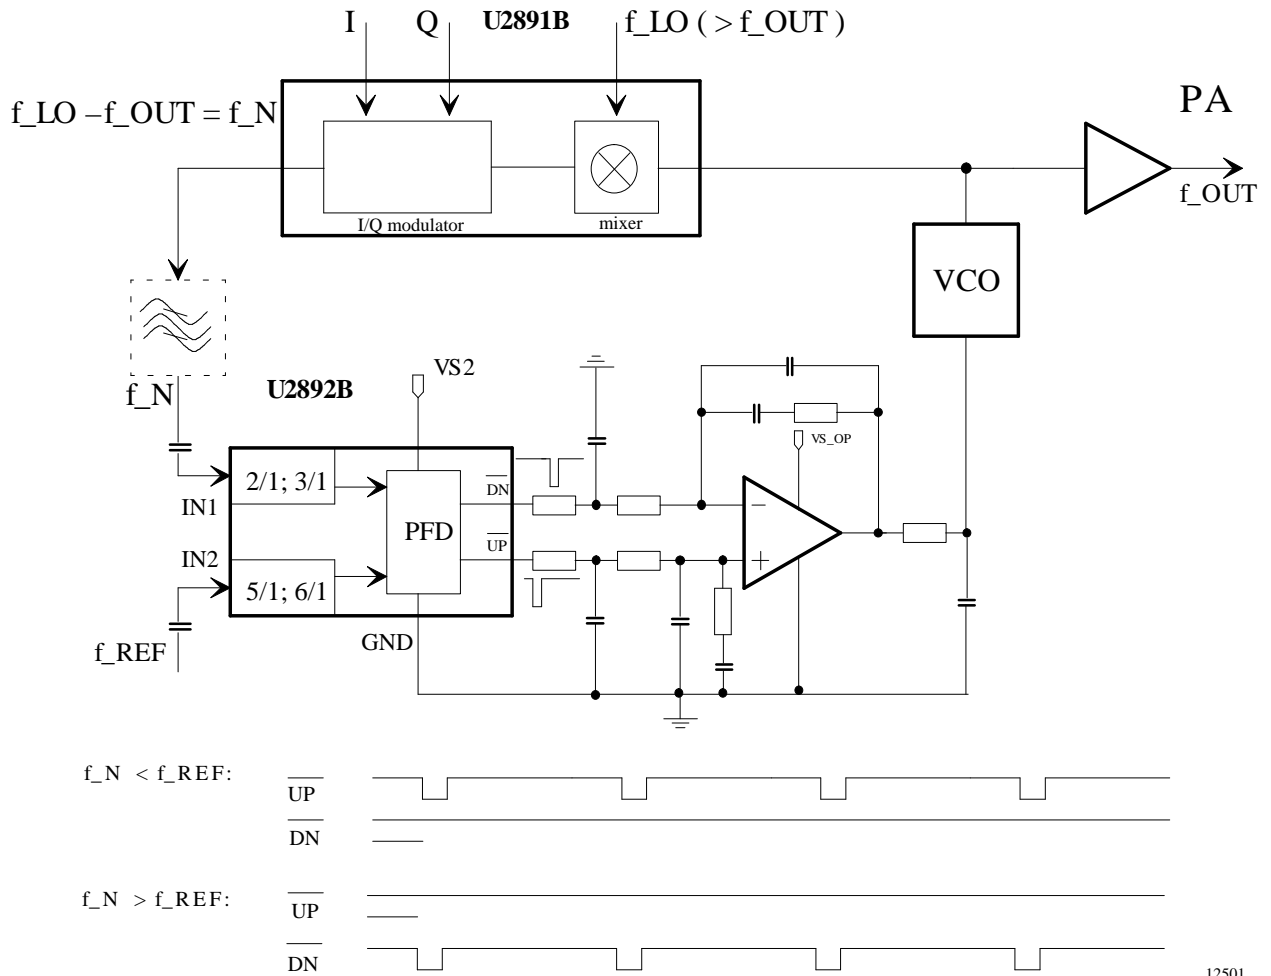 I Q U2891B f_LO ( > f_OUT )
f_LO – f_OUT = f_N
PA
f_OUT
I/Q modulator
mixer
VCO
f_N
U2892B
VS2
VS_OP
2/1; 3/1
IN1
DN
PFD
−
IN2
UP
+
5/1; 6/1
GND
f_REF
f_N < f_REF:
UP
DN
f_N > f_REF:
UP
DN
12501